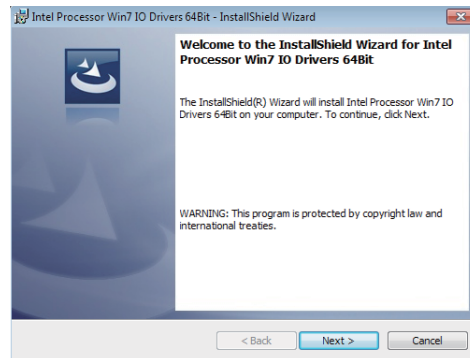 Intel Processor Win7 IO Drivers 64Bit - InstallShield Wizard
Welcome to the InstallShield Wizard for Intel
Processor Win7 IO Drivers 64Bit
The InstallShield(R) Wizard will install Intel Processor Win7 IO
Drivers 64Bit on your computer. To continue, click Next.
WARNING: This program is protected by copyright law and
international treaties.
< Back Next > Cancel